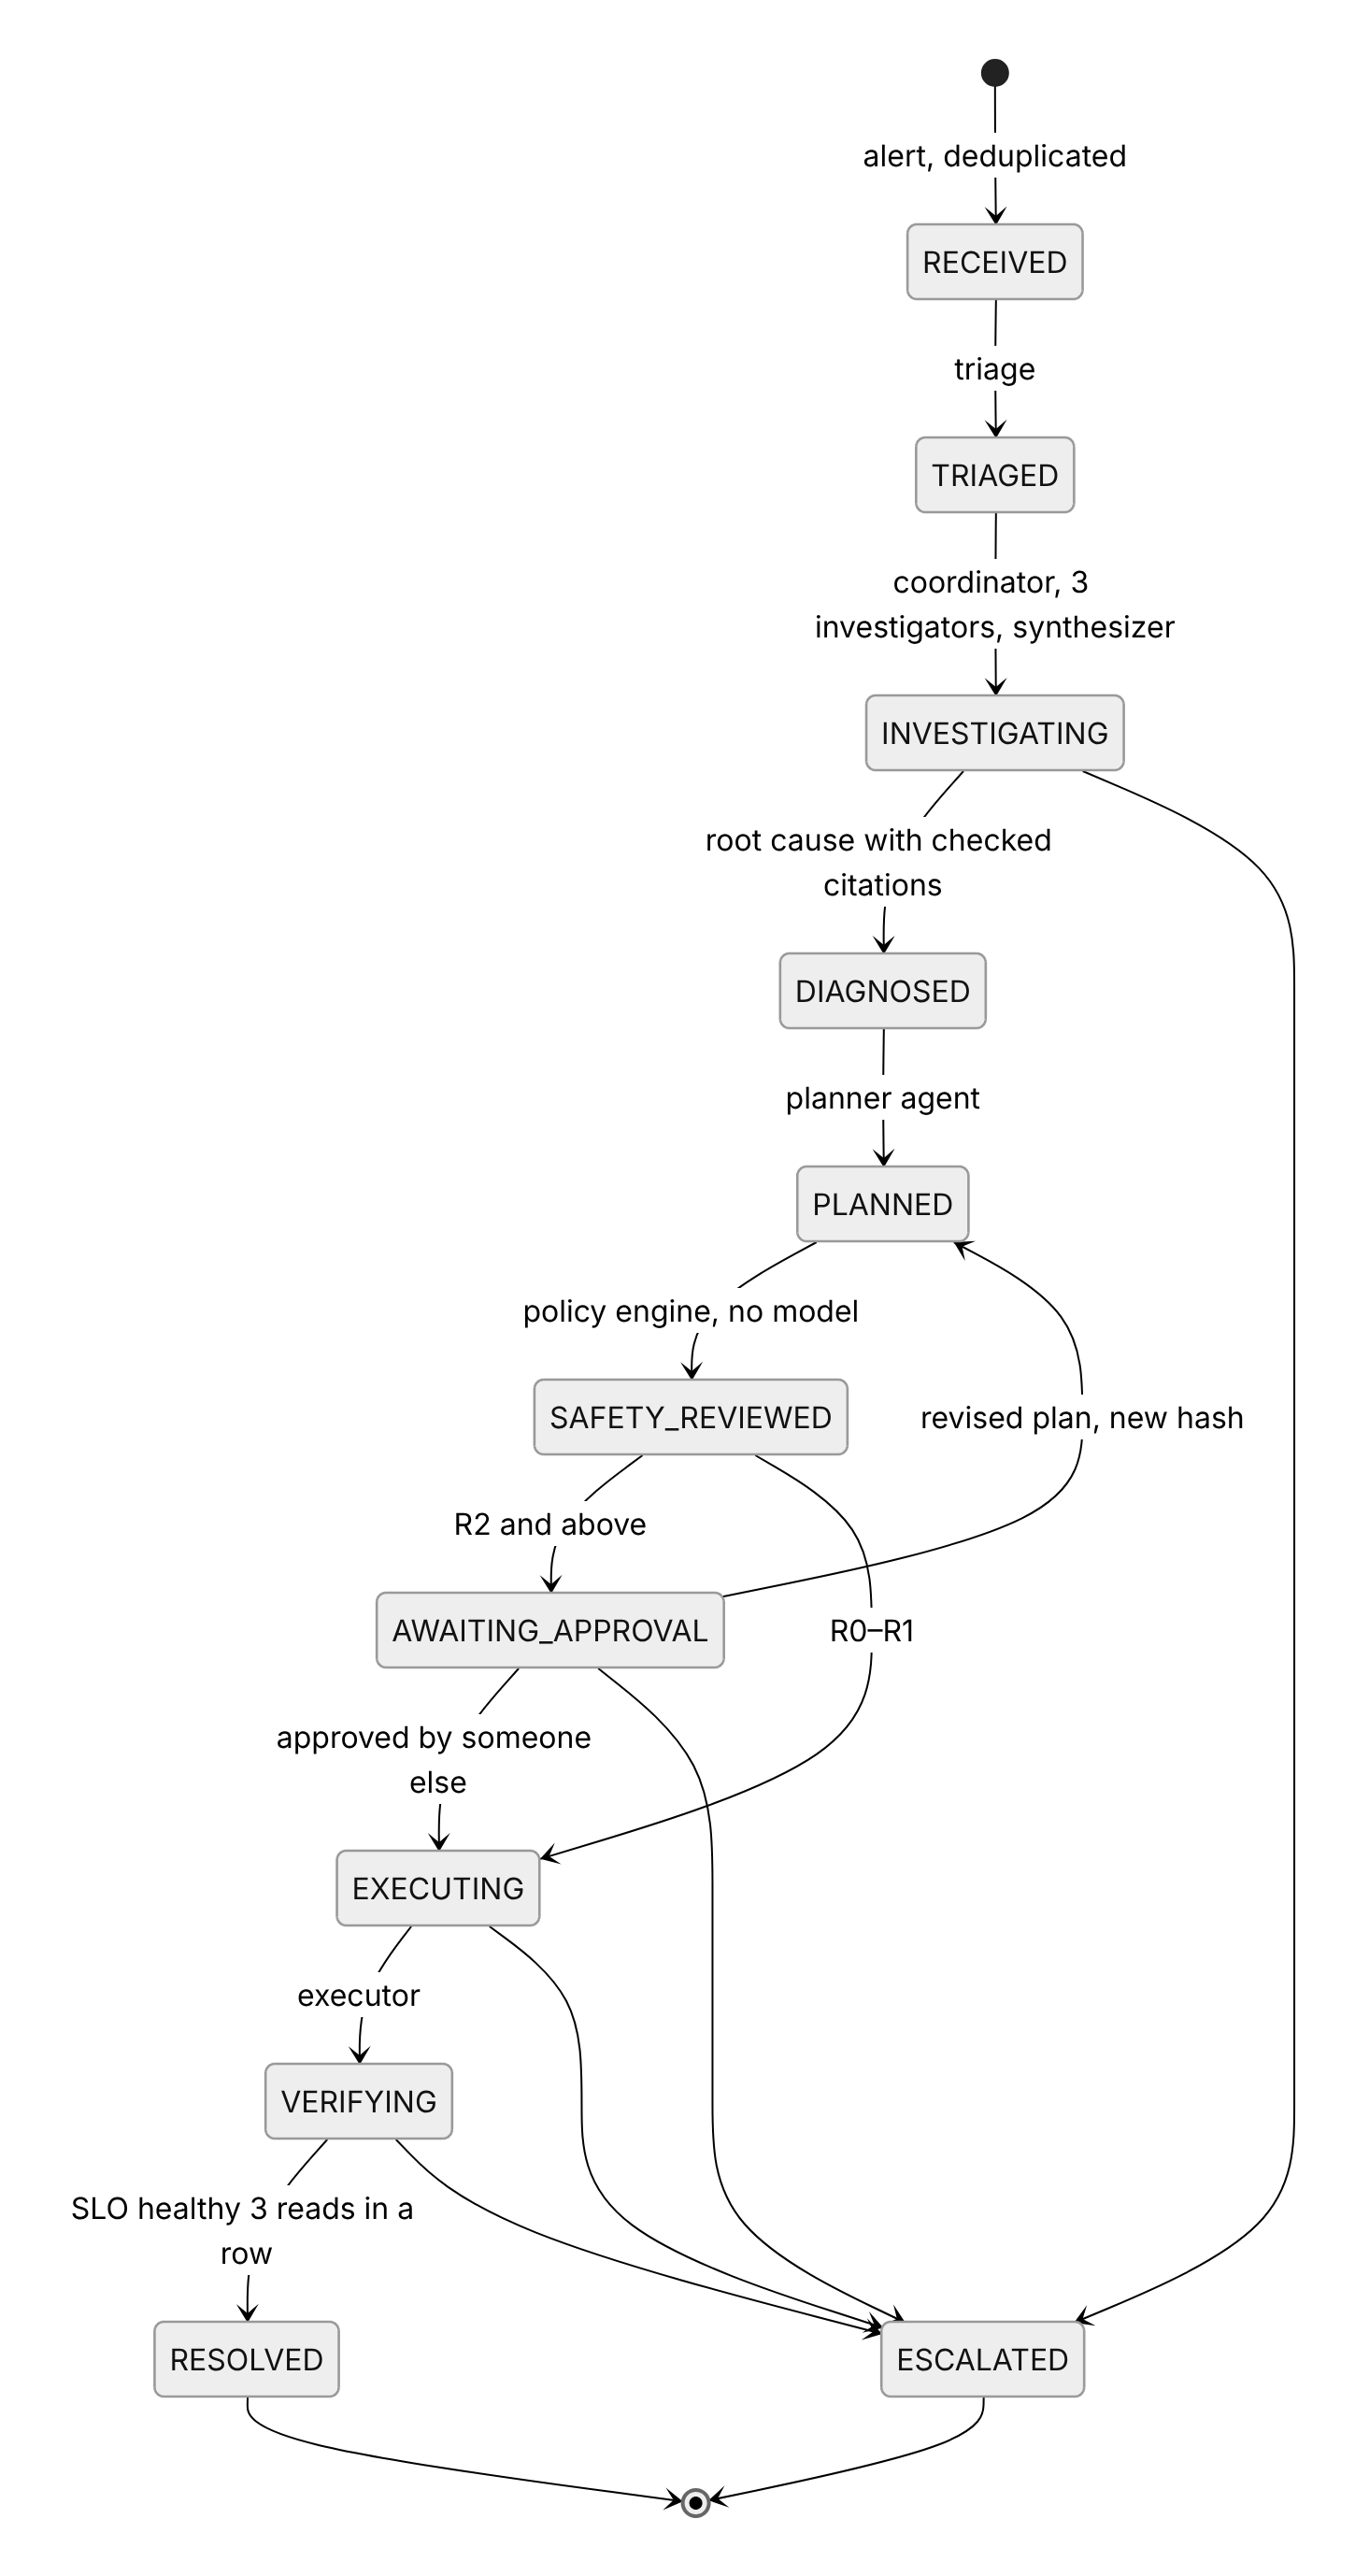 alert, deduplicated
RECEIVED
triage
TRIAGED
coordinator, 3
investigators, synthesizer
INVESTIGATING
root cause with checked
citations
DIAGNOSED
planner agent
PLANNED
policy engine, no model
SAFETY_REVIEWED
revised plan, new hash
R2 and above
AWAITING_APPROVAL
R0–R1
approved by someone
else
EXECUTING
executor
VERIFYING
SLO healthy 3 reads in a
row
RESOLVED
ESCALATED